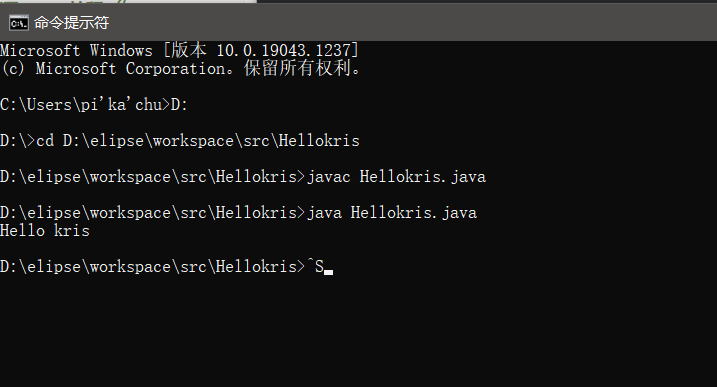 命令提示符
Microsoft Windows [版本 10.0.19043.1237]
(c) Microsoft Corporation。保留所有权利。
C:\Users\pi'ka'chu>D:
D:\>cd D:\elipse\workspace\src\Hellokris
D:\elipse\workspace\src\Hellokris>javac Hellokris.java
D:\elipse\workspace\src\Hellokris>java Hellokris.java
Hello kris
D:\elipse\workspace\src\Hellokris>^S